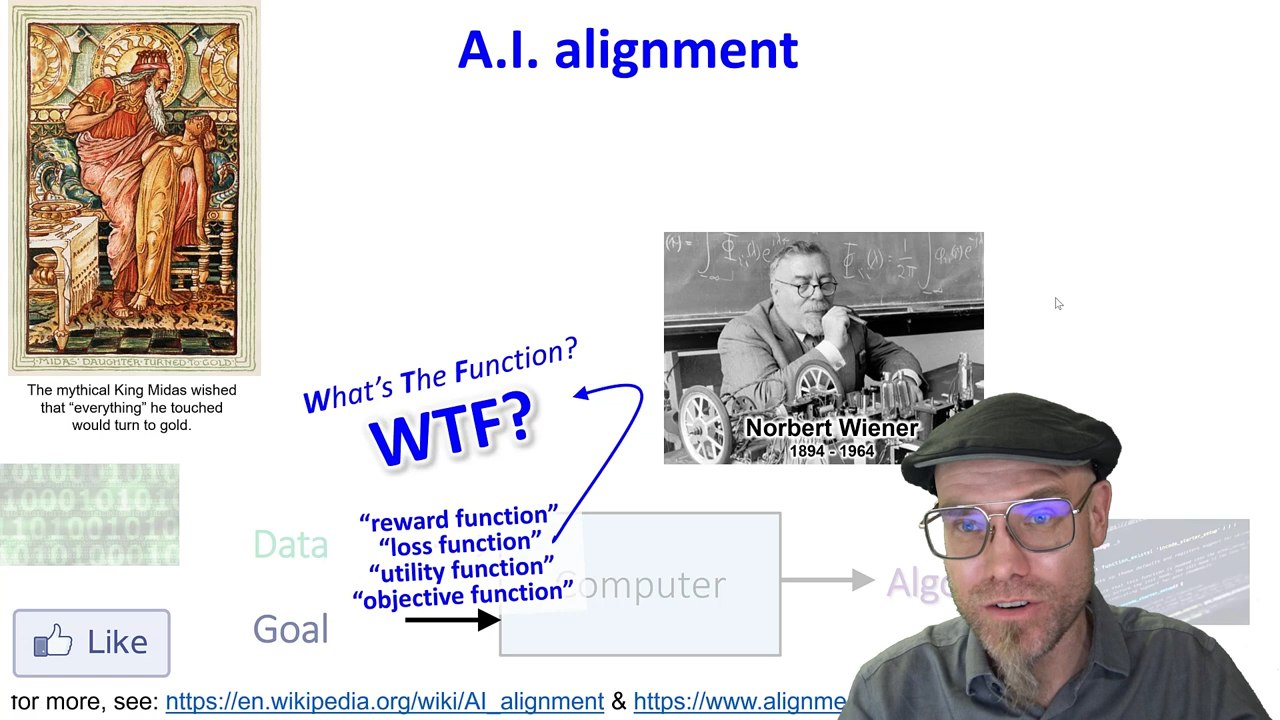 A.I. alignment
MIDAS' DAUGHTER TURNED TO GOLD
The mythical King Midas wished
that “everything” he touched
would turn to gold.
What's The Function?
WTF?
Norbert Wiener
1894 - 1964
“reward function”
“loss function”
“utility function”
“objective function”
Data
Goal
Computer
Algo
Like
for more, see: https://en.wikipedia.org/wiki/AI_alignment & https://www.alignme